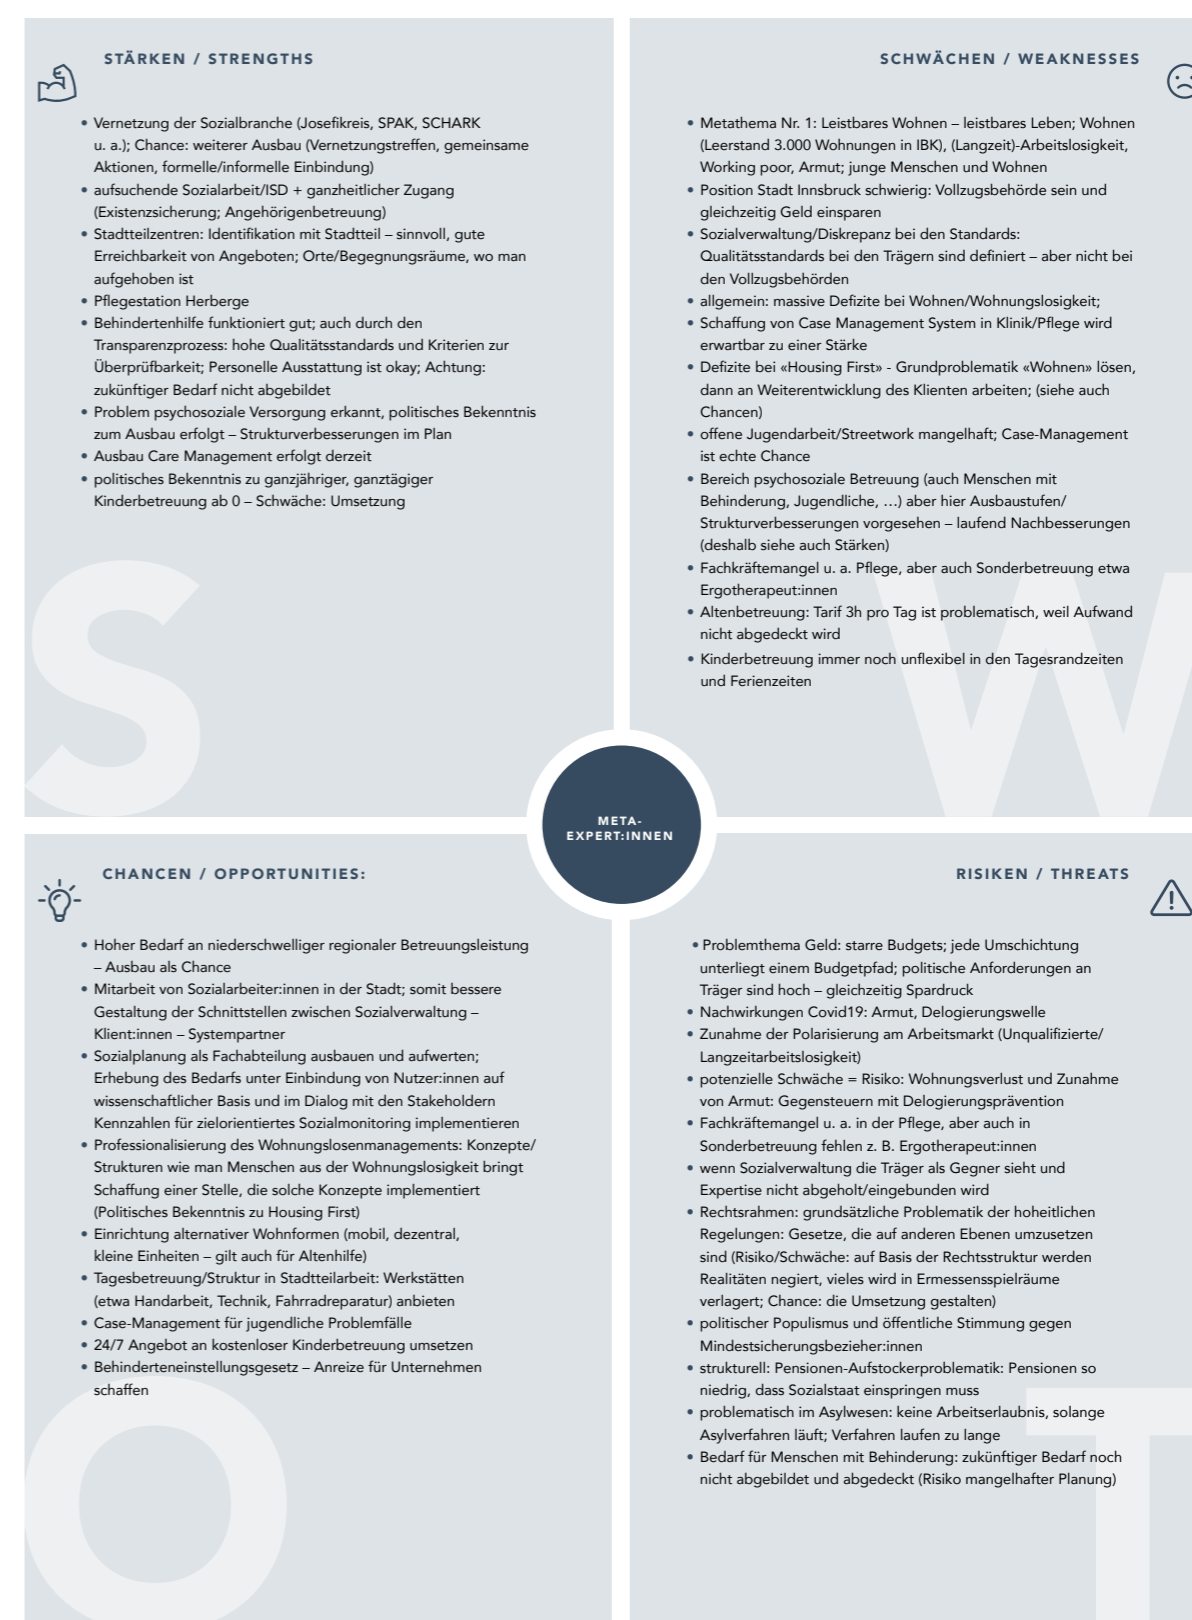 STÄRKEN / STRENGTHS
• Vernetzung der Sozialbranche (Josefikreis, SPAK, SCHARK
u. a.); Chance: weiterer Ausbau (Vernetzungstreffen, gemeinsame
Aktionen, formelle/informelle Einbindung)
• aufsuchende Sozialarbeit/ISD + ganzheitlicher Zugang
(Existenzsicherung; Angehörigenbetreuung)
• Stadtteilzentren: Identifikation mit Stadtteil – sinnvoll, gute
Erreichbarkeit von Angeboten; Orte/Begegnungsräume, wo man
aufgehoben ist
• Pflegestation Herberge
• Behindertenhilfe funktioniert gut; auch durch den
Transparenzprozess: hohe Qualitätsstandards und Kriterien zur
Überprüfbarkeit; Personelle Ausstattung ist okay; Achtung:
zukünftiger Bedarf nicht abgebildet
• Problem psychosoziale Versorgung erkannt, politisches Bekenntnis
zum Ausbau erfolgt – Strukturverbesserungen im Plan
• Ausbau Care Management erfolgt derzeit
• politisches Bekenntnis zu ganzjähriger, ganztägiger
Kinderbetreuung ab 0 – Schwäche: Umsetzung
S
SCHWÄCHEN / WEAKNESSES
• Metathema Nr. 1: Leistbares Wohnen – leistbares Leben; Wohnen
(Leerstand 3.000 Wohnungen in IBK), (Langzeit)-Arbeitslosigkeit,
Working poor, Armut; junge Menschen und Wohnen
• Position Stadt Innsbruck schwierig: Vollzugsbehörde sein und
gleichzeitig Geld einsparen
• Sozialverwaltung/Diskrepanz bei den Standards:
Qualitätsstandards bei den Trägern sind definiert – aber nicht bei
den Vollzugsbehörden
• allgemein: massive Defizite bei Wohnen/Wohnungslosigkeit;
• Schaffung von Case Management System in Klinik/Pflege wird
erwartbar zu einer Stärke
• Defizite bei «Housing First» - Grundproblematik «Wohnen» lösen,
dann an Weiterentwicklung des Klienten arbeiten; (siehe auch
Chancen)
• offene Jugendarbeit/Streetwork mangelhaft; Case-Management
ist echte Chance
• Bereich psychosoziale Betreuung (auch Menschen mit
Behinderung, Jugendliche, …) aber hier Ausbaustufen/
Strukturverbesserungen vorgesehen – laufend Nachbesserungen
(deshalb siehe auch Stärken)
• Fachkräftemangel u. a. Pflege, aber auch Sonderbetreuung etwa
Ergotherapeut:innen
• Altenbetreuung: Tarif 3h pro Tag ist problematisch, weil Aufwand
nicht abgedeckt wird
• Kinderbetreuung immer noch unflexibel in den Tagesrandzeiten
und Ferienzeiten
W
META-
EXPERT:INNEN
CHANCEN / OPPORTUNITIES:
• Hoher Bedarf an niederschwelliger regionaler Betreuungsleistung
– Ausbau als Chance
• Mitarbeit von Sozialarbeiter:innen in der Stadt; somit bessere
Gestaltung der Schnittstellen zwischen Sozialverwaltung –
Klient:innen – Systempartner
• Sozialplanung als Fachabteilung ausbauen und aufwerten;
Erhebung des Bedarfs unter Einbindung von Nutzer:innen auf
wissenschaftlicher Basis und im Dialog mit den Stakeholdern
Kennzahlen für zielorientiertes Sozialmonitoring implementieren
• Professionalisierung des Wohnungslosenmanagements: Konzepte/
Strukturen wie man Menschen aus der Wohnungslosigkeit bringt
Schaffung einer Stelle, die solche Konzepte implementiert
(Politisches Bekenntnis zu Housing First)
• Einrichtung alternativer Wohnformen (mobil, dezentral,
kleine Einheiten – gilt auch für Altenhilfe)
• Tagesbetreuung/Struktur in Stadtteilarbeit: Werkstätten
(etwa Handarbeit, Technik, Fahrradreparatur) anbieten
• Case-Management für jugendliche Problemfälle
• 24/7 Angebot an kostenloser Kinderbetreuung umsetzen
• Behinderteneinstellungsgesetz – Anreize für Unternehmen
schaffen
O
RISIKEN / THREATS
• Problemthema Geld: starre Budgets; jede Umschichtung
unterliegt einem Budgetpfad; politische Anforderungen an
Träger sind hoch – gleichzeitig Spardruck
• Nachwirkungen Covid19: Armut, Delogierungswelle
• Zunahme der Polarisierung am Arbeitsmarkt (Unqualifizierte/
Langzeitarbeitslosigkeit)
• potenzielle Schwäche = Risiko: Wohnungsverlust und Zunahme
von Armut: Gegensteuern mit Delogierungsprävention
• Fachkräftemangel u. a. in der Pflege, aber auch in
Sonderbetreuung fehlen z. B. Ergotherapeut:innen
• wenn Sozialverwaltung die Träger als Gegner sieht und
Expertise nicht abgeholt/eingebunden wird
• Rechtsrahmen: grundsätzliche Problematik der hoheitlichen
Regelungen: Gesetze, die auf anderen Ebenen umzusetzen
sind (Risiko/Schwäche: auf Basis der Rechtsstruktur werden
Realitäten negiert, vieles wird in Ermessensspielräume
verlagert; Chance: die Umsetzung gestalten)
• politischer Populismus und öffentliche Stimmung gegen
Mindestsicherungsbezieher:innen
• strukturell: Pensionen-Aufstockerproblematik: Pensionen so
niedrig, dass Sozialstaat einspringen muss
• problematisch im Asylwesen: keine Arbeitserlaubnis, solange
Asylverfahren läuft; Verfahren laufen zu lange
• Bedarf für Menschen mit Behinderung: zukünftiger Bedarf noch
nicht abgebildet und abgedeckt (Risiko mangelhafter Planung)
T